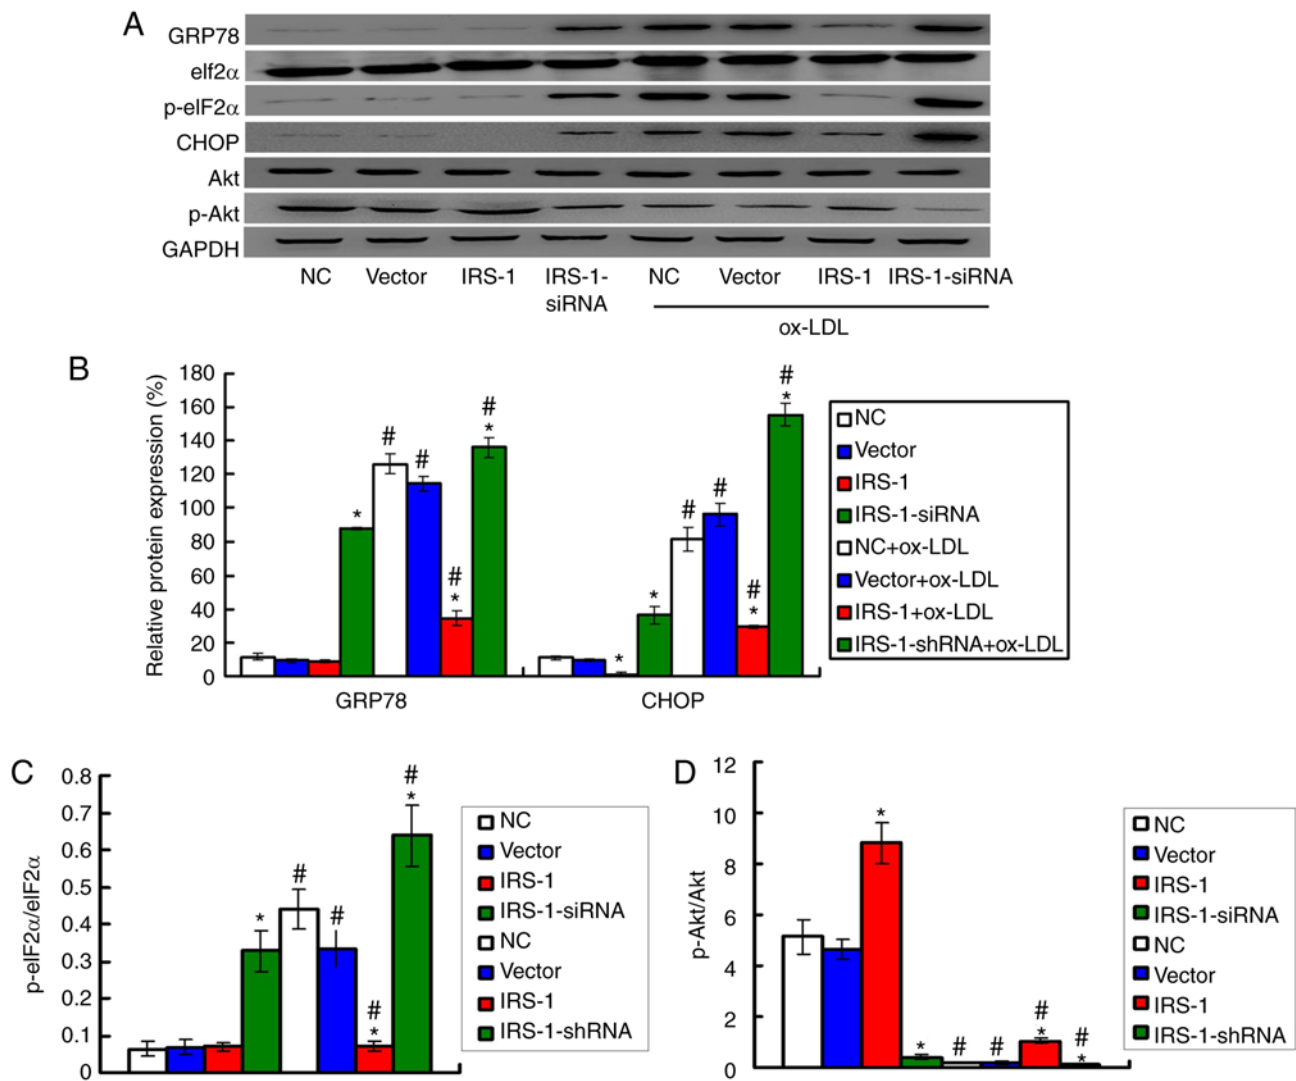 A
GRP78
elf2α
p-eIF2α
CHOP
Akt
p-Akt
GAPDH
NC Vector IRS-1 IRS-1-siRNA NC Vector IRS-1 IRS-1-siRNA
ox-LDL
B
Relative protein expression (%)
180
160
140
120
100
80
60
40
20
0
# * # # # * # * * * # # # * # *
GRP78 CHOP
NC
Vector
IRS-1
IRS-1-siRNA
NC+ox-LDL
Vector+ox-LDL
IRS-1+ox-LDL
IRS-1-shRNA+ox-LDL
C
p-eIF2α/eIF2α
0.8
0.7
0.6
0.5
0.4
0.3
0.2
0.1
0
* # # # * # *
NC
Vector
IRS-1
IRS-1-siRNA
NC
Vector
IRS-1
IRS-1-shRNA
D
p-Akt/Akt
12
10
8
6
4
2
0
* * # # # * # *
NC
Vector
IRS-1
IRS-1-siRNA
NC
Vector
IRS-1
IRS-1-shRNA